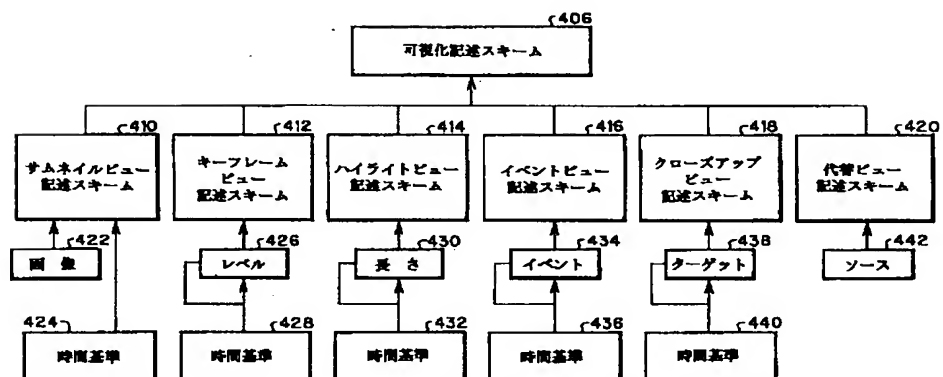 406
可視化記述スキーム
410
412
414
416
418
420
サムネイルビュー
記述スキーム
キーフレーム
ビュー
記述スキーム
ハイライトビュー
記述スキーム
イベントビュー
記述スキーム
クローズアップ
ビュー
記述スキーム
代替ビュー
記述スキーム
422
426
430
434
438
442
画像
レベル
長さ
イベント
ターゲット
ソース
424
428
432
436
440
時間基準
時間基準
時間基準
時間基準
時間基準